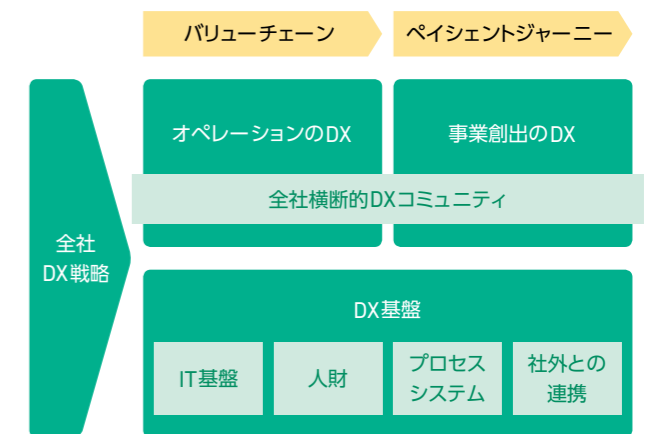 バリューチェーン
ペイシェントジャーニー
全社
DX戦略
オペレーションのDX
事業創出のDX
全社横断的DXコミュニティ
DX基盤
IT基盤
人財
プロセス
システム
社外との
連携